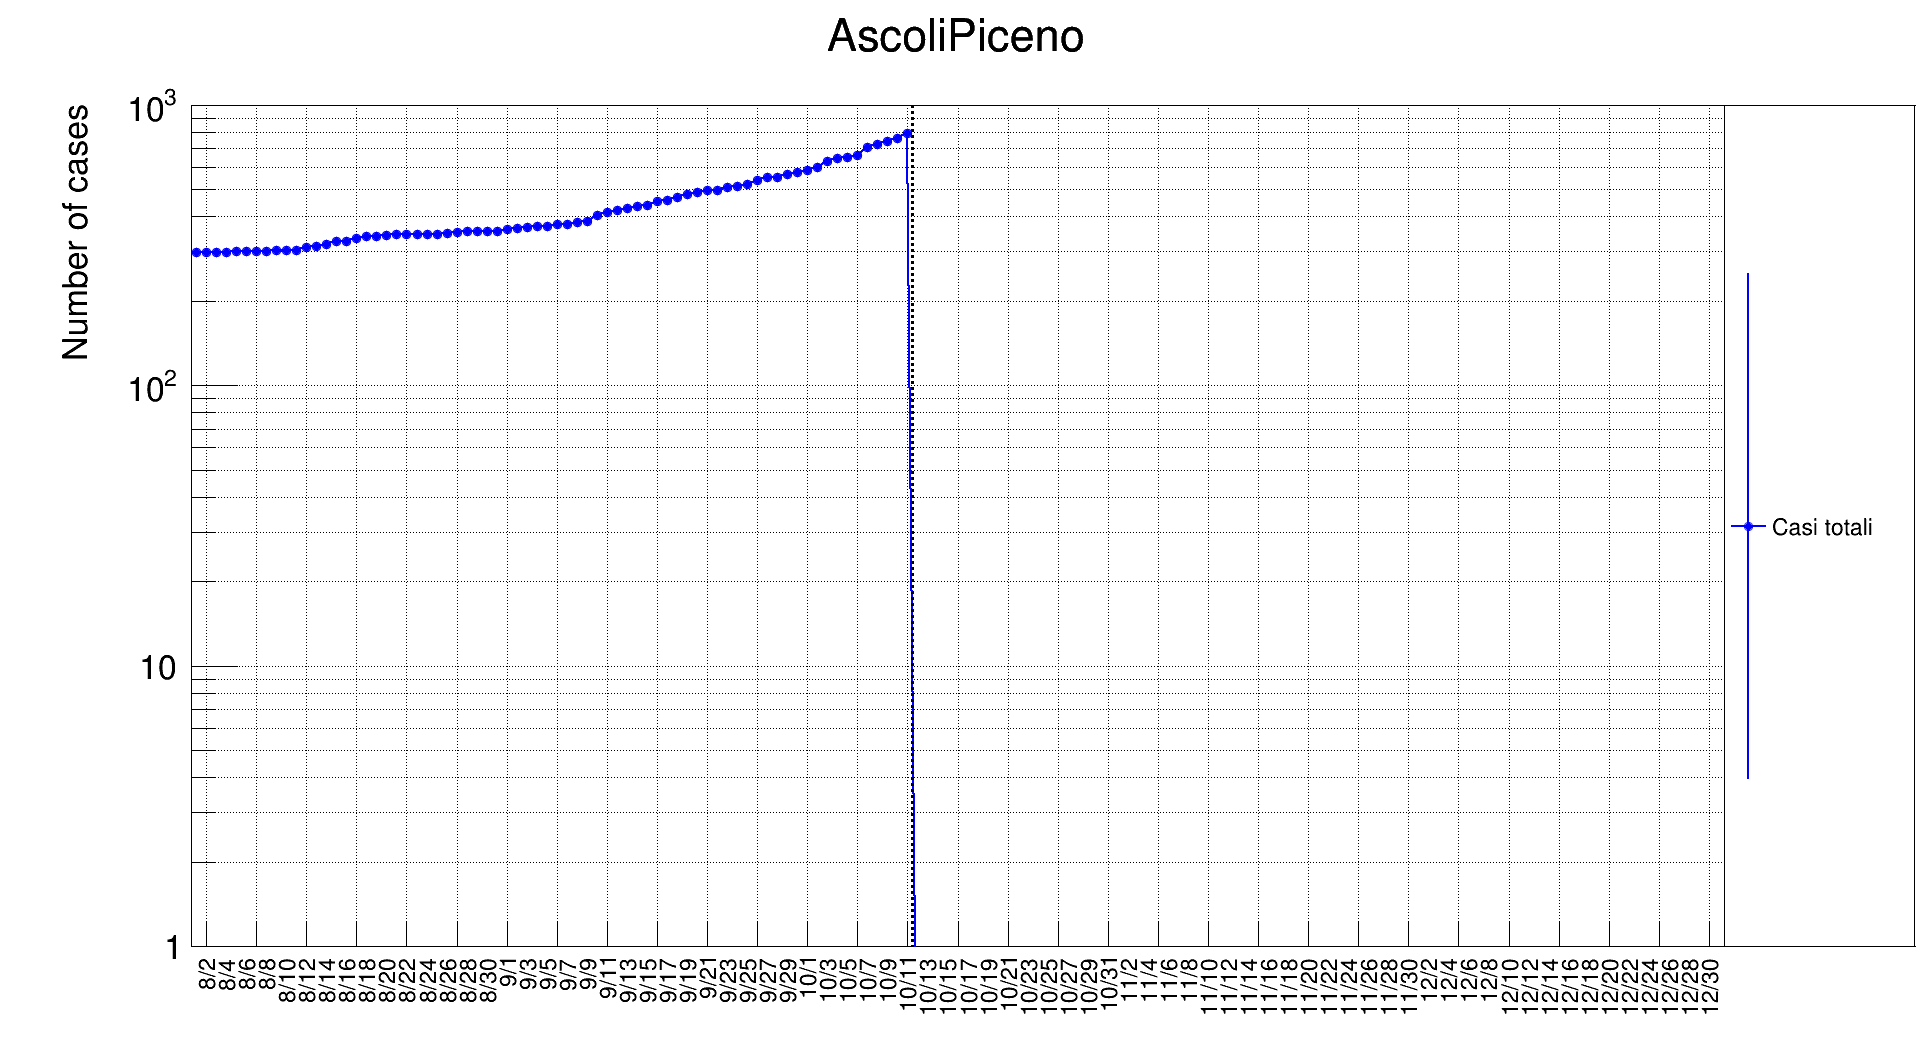 AscoliPiceno
Number of cases
10³
10²
10
1
8/2 8/4 8/6 8/8 8/10 8/12 8/14 8/16 8/18 8/20 8/22 8/24 8/26 8/28 8/30 9/1 9/3 9/5 9/7 9/9 9/11 9/13 9/15 9/17 9/19 9/21 9/23 9/25 9/27 9/29 10/1 10/3 10/5 10/7 10/9 10/11 10/13 10/15 10/17 10/19 10/21 10/23 10/25 10/27 10/29 10/31 11/2 11/4 11/6 11/8 11/10 11/12 11/14 11/16 11/18 11/20 11/22 11/24 11/26 11/28 11/30 12/2 12/4 12/6 12/8 12/10 12/12 12/14 12/16 12/18 12/20 12/22 12/24 12/26 12/28 12/30
Casi totali